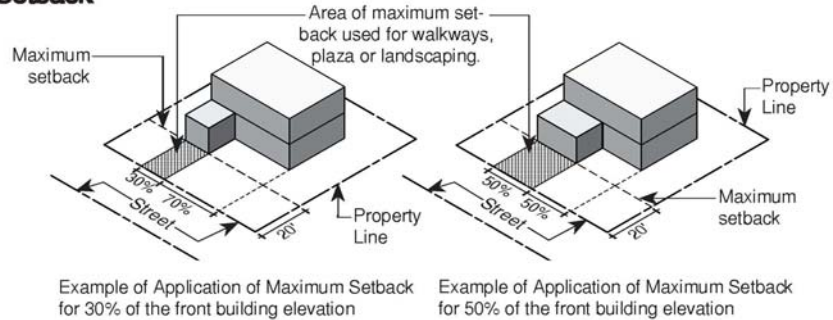 Setback
Area of maximum set-
back used for walkways,
plaza or landscaping.
Maximum
setback
Property
Line
30%
70%
Street
20'
Property
Line
50%
50%
Street
20'
Maximum
setback
Example of Application of Maximum Setback
for 30% of the front building elevation
Example of Application of Maximum Setback
for 50% of the front building elevation